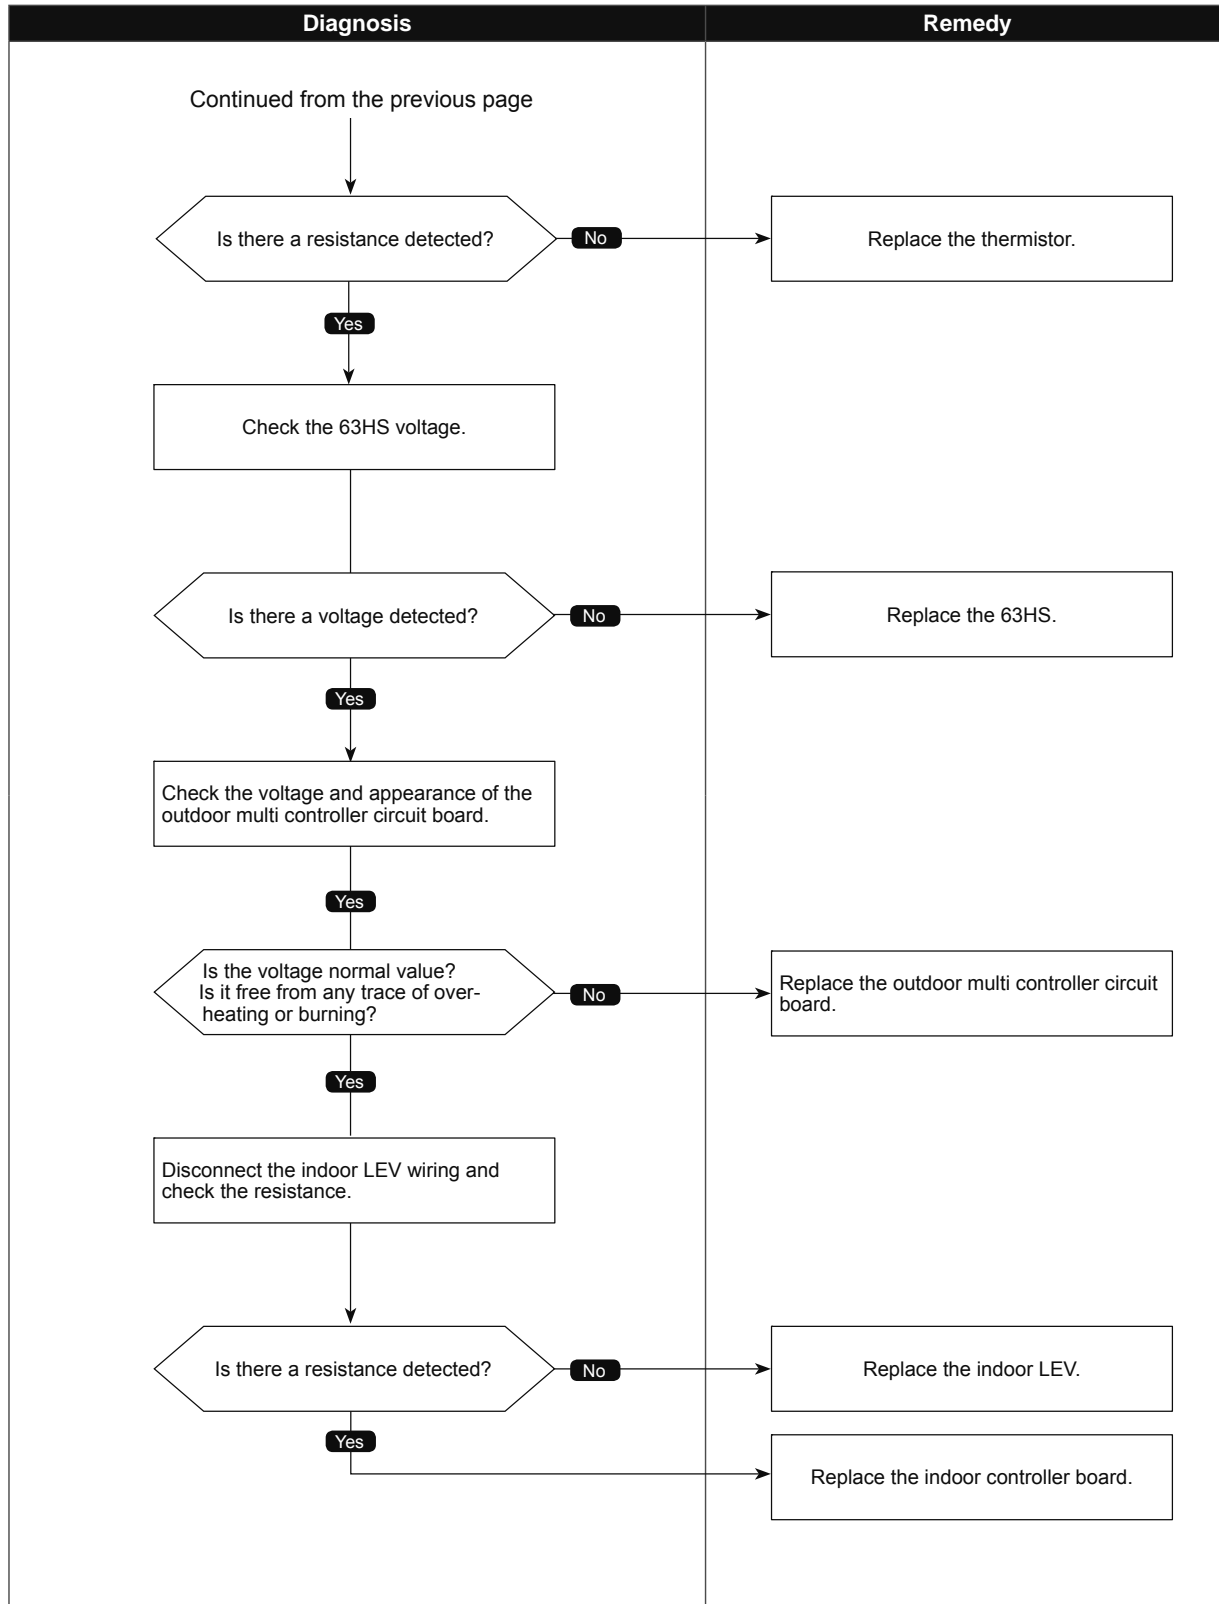 Diagnosis
Remedy
Continued from the previous page
Is there a resistance detected?
No
Replace the thermistor.
Yes
Check the 63HS voltage.
Is there a voltage detected?
No
Replace the 63HS.
Yes
Check the voltage and appearance of the
outdoor multi controller circuit board.
Yes
Is the voltage normal value?
Is it free from any trace of over-
heating or burning?
No
Replace the outdoor multi controller circuit
board.
Yes
Disconnect the indoor LEV wiring and
check the resistance.
Is there a resistance detected?
No
Replace the indoor LEV.
Yes
Replace the indoor controller board.